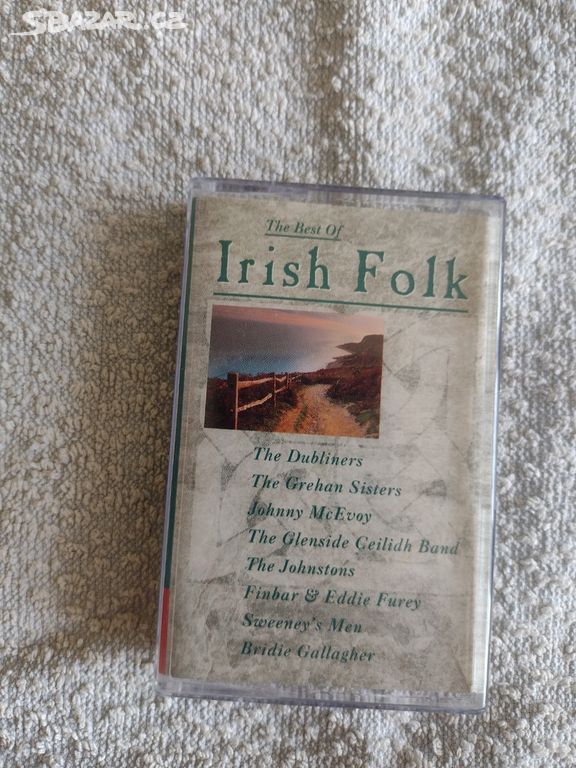 SBAZAR.CZ
The Best Of
Irish Folk
The Dubliners
The Grehan Sisters
Johnny McEvoy
The Glenside Ceilidh Band
The Johnstons
Finbar & Eddie Furey
Sweeney's Men
Bridie Gallagher